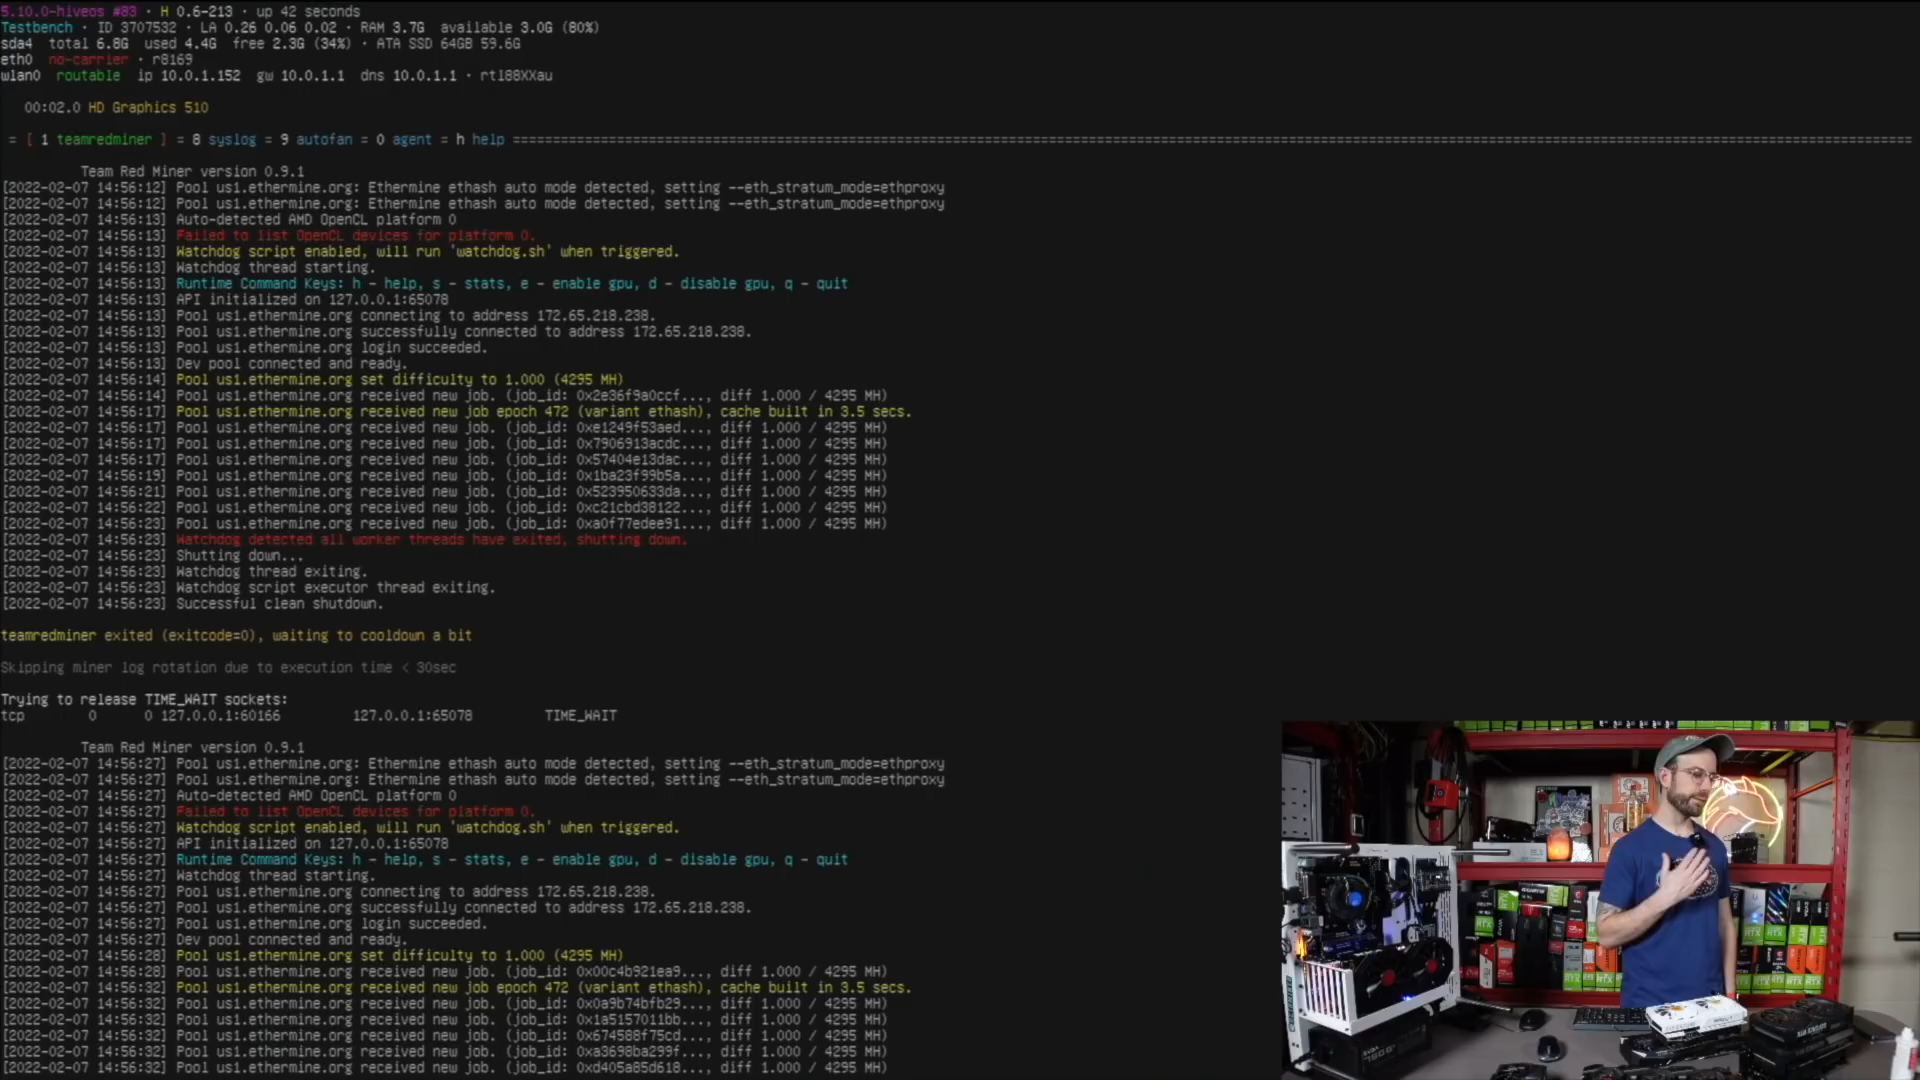 5.10.0-hiveos #83 · H 0.6-213 · up 42 seconds
Testbench · ID 3707532 · LA 0.26 0.06 0.02 · RAM 3.7G available 3.0G (80%)
sda4 total 6.8G used 4.4G free 2.3G (34%) · ATA SSD 64GB 59.6G
eth0 no-carrier · r8169
wlan0 routable ip 10.0.1.152 gw 10.0.1.1 dns 10.0.1.1 · rtl88XXau
00:02.0 HD Graphics 510
= [ 1 teamredminer ] = 8 syslog = 9 autofan = 0 agent = h help
Team Red Miner version 0.9.1
[2022-02-07 14:56:12] Pool us1.ethermine.org: Ethermine ethash auto mode detected, setting --eth_stratum_mode=ethproxy
[2022-02-07 14:56:12] Pool us1.ethermine.org: Ethermine ethash auto mode detected, setting --eth_stratum_mode=ethproxy
[2022-02-07 14:56:13] Auto-detected AMD OpenCL platform 0
[2022-02-07 14:56:13] Failed to list OpenCL devices for platform 0.
[2022-02-07 14:56:13] Watchdog script enabled, will run 'watchdog.sh' when triggered.
[2022-02-07 14:56:13] Watchdog thread starting.
[2022-02-07 14:56:13] Runtime Command Keys: h - help, s - stats, e - enable gpu, d - disable gpu, q - quit
[2022-02-07 14:56:13] API initialized on 127.0.0.1:65078
[2022-02-07 14:56:13] Pool us1.ethermine.org connecting to address 172.65.218.238.
[2022-02-07 14:56:13] Pool us1.ethermine.org successfully connected to address 172.65.218.238.
[2022-02-07 14:56:13] Pool us1.ethermine.org login succeeded.
[2022-02-07 14:56:13] Dev pool connected and ready.
[2022-02-07 14:56:14] Pool us1.ethermine.org set difficulty to 1.000 (4295 MH)
[2022-02-07 14:56:14] Pool us1.ethermine.org received new job. (job_id: 0x2e36f9a0ccf..., diff 1.000 / 4295 MH)
[2022-02-07 14:56:17] Pool us1.ethermine.org received new job epoch 472 (variant ethash), cache built in 3.5 secs.
[2022-02-07 14:56:17] Pool us1.ethermine.org received new job. (job_id: 0xe1249f53aed..., diff 1.000 / 4295 MH)
[2022-02-07 14:56:17] Pool us1.ethermine.org received new job. (job_id: 0x7906913acdc..., diff 1.000 / 4295 MH)
[2022-02-07 14:56:17] Pool us1.ethermine.org received new job. (job_id: 0x57404e13dac..., diff 1.000 / 4295 MH)
[2022-02-07 14:56:19] Pool us1.ethermine.org received new job. (job_id: 0x1ba23f99b5a..., diff 1.000 / 4295 MH)
[2022-02-07 14:56:21] Pool us1.ethermine.org received new job. (job_id: 0x523950633da..., diff 1.000 / 4295 MH)
[2022-02-07 14:56:22] Pool us1.ethermine.org received new job. (job_id: 0xc21cbd38122..., diff 1.000 / 4295 MH)
[2022-02-07 14:56:23] Pool us1.ethermine.org received new job. (job_id: 0xa0f77edee91..., diff 1.000 / 4295 MH)
[2022-02-07 14:56:23] Watchdog detected all worker threads have exited, shutting down.
[2022-02-07 14:56:23] Shutting down...
[2022-02-07 14:56:23] Watchdog thread exiting.
[2022-02-07 14:56:23] Watchdog script executor thread exiting.
[2022-02-07 14:56:23] Successful clean shutdown.
teamredminer exited (exitcode=0), waiting to cooldown a bit
Skipping miner log rotation due to execution time < 30sec
Trying to release TIME_WAIT sockets:
tcp 0 0 127.0.0.1:60166 127.0.0.1:65078 TIME_WAIT
Team Red Miner version 0.9.1
[2022-02-07 14:56:27] Pool us1.ethermine.org: Ethermine ethash auto mode detected, setting --eth_stratum_mode=ethproxy
[2022-02-07 14:56:27] Pool us1.ethermine.org: Ethermine ethash auto mode detected, setting --eth_stratum_mode=ethproxy
[2022-02-07 14:56:27] Auto-detected AMD OpenCL platform 0
[2022-02-07 14:56:27] Failed to list OpenCL devices for platform 0.
[2022-02-07 14:56:27] Watchdog script enabled, will run 'watchdog.sh' when triggered.
[2022-02-07 14:56:27] API initialized on 127.0.0.1:65078
[2022-02-07 14:56:27] Runtime Command Keys: h - help, s - stats, e - enable gpu, d - disable gpu, q - quit
[2022-02-07 14:56:27] Watchdog thread starting.
[2022-02-07 14:56:27] Pool us1.ethermine.org connecting to address 172.65.218.238.
[2022-02-07 14:56:27] Pool us1.ethermine.org successfully connected to address 172.65.218.238.
[2022-02-07 14:56:27] Pool us1.ethermine.org login succeeded.
[2022-02-07 14:56:27] Dev pool connected and ready.
[2022-02-07 14:56:28] Pool us1.ethermine.org set difficulty to 1.000 (4295 MH)
[2022-02-07 14:56:28] Pool us1.ethermine.org received new job. (job_id: 0x00c4b921ea9..., diff 1.000 / 4295 MH)
[2022-02-07 14:56:32] Pool us1.ethermine.org received new job epoch 472 (variant ethash), cache built in 3.5 secs.
[2022-02-07 14:56:32] Pool us1.ethermine.org received new job. (job_id: 0x0a9b74bfb29..., diff 1.000 / 4295 MH)
[2022-02-07 14:56:32] Pool us1.ethermine.org received new job. (job_id: 0x1a5157011bb..., diff 1.000 / 4295 MH)
[2022-02-07 14:56:32] Pool us1.ethermine.org received new job. (job_id: 0x674588f75cd..., diff 1.000 / 4295 MH)
[2022-02-07 14:56:32] Pool us1.ethermine.org received new job. (job_id: 0xa3698ba299f..., diff 1.000 / 4295 MH)
[2022-02-07 14:56:32] Pool us1.ethermine.org received new job. (job_id: 0xd405a85d618..., diff 1.000 / 4295 MH)